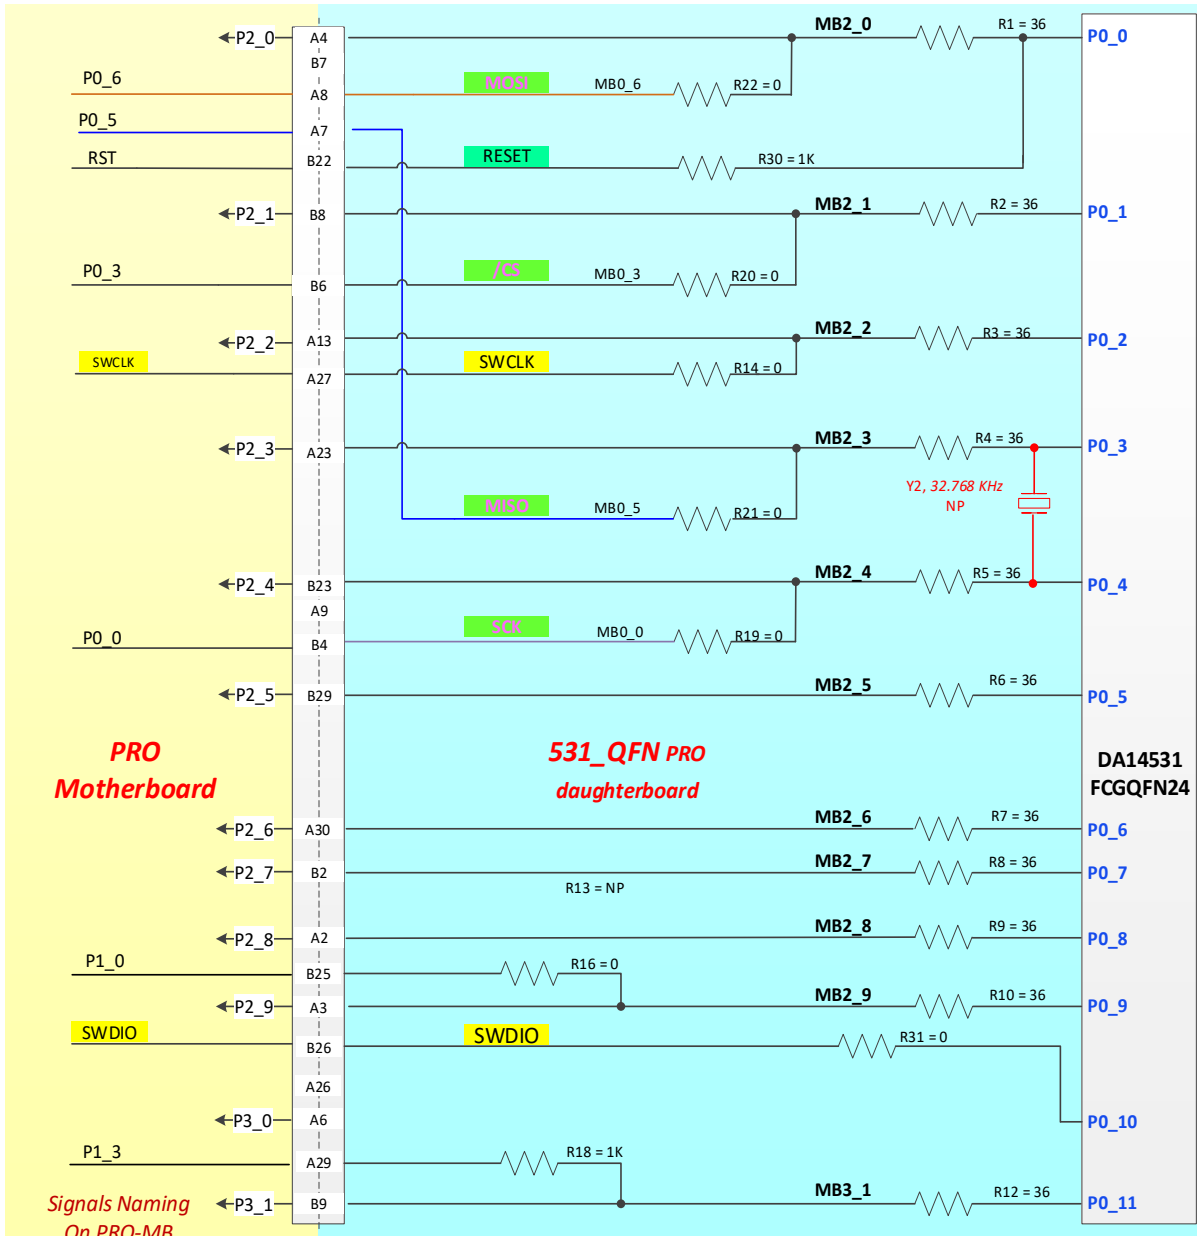 P2_0 A4 MB2_0 R1 = 36 P0_0
B7
P0_6 A8 MOSI MB0_6 R22 = 0
P0_5 A7
RST B22 RESET R30 = 1K
P2_1 B8 MB2_1 R2 = 36 P0_1
P0_3 B6 /CS MB0_3 R20 = 0
P2_2 A13 MB2_2 R3 = 36 P0_2
SWCLK A27 SWCLK R14 = 0
P2_3 A23 MB2_3 R4 = 36 P0_3
Y2, 32.768 KHz
NP
MISO MB0_5 R21 = 0
P2_4 B23 MB2_4 R5 = 36 P0_4
A9
P0_0 B4 SCK MB0_0 R19 = 0
P2_5 B29 MB2_5 R6 = 36 P0_5
PRO
Motherboard
531_QFN PRO
daughterboard
DA14531
FCGQFN24
P2_6 A30 MB2_6 R7 = 36 P0_6
P2_7 B2 MB2_7 R8 = 36 P0_7
R13 = NP
P2_8 A2 MB2_8 R9 = 36 P0_8
P1_0 B25 R16 = 0
P2_9 A3 MB2_9 R10 = 36 P0_9
SWDIO B26 SWDIO R31 = 0
A26
P3_0 A6 P0_10
P1_3 A29 R18 = 1K
P3_1 B9 MB3_1 R12 = 36 P0_11
Signals Naming
On PRO-MB